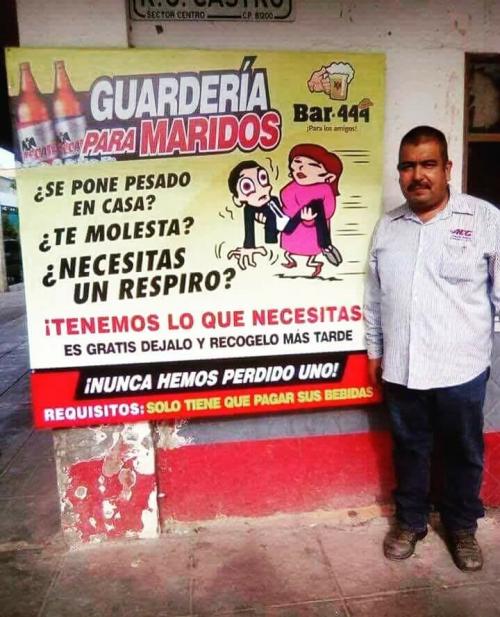 R. G. CASTRO
SECTOR CENTRO C.P. 81200
GUARDERÍA
PARA MARIDOS
Bar·444
¡Para los amigos!
¿SE PONE PESADO
EN CASA?
¿TE MOLESTA?
¿NECESITAS
UN RESPIRO?
¡TENEMOS LO QUE NECESITAS
ES GRATIS DEJALO Y RECOGELO MÁS TARDE
¡NUNCA HEMOS PERDIDO UNO!
REQUISITOS: SOLO TIENE QUE PAGAR SUS BEBIDAS